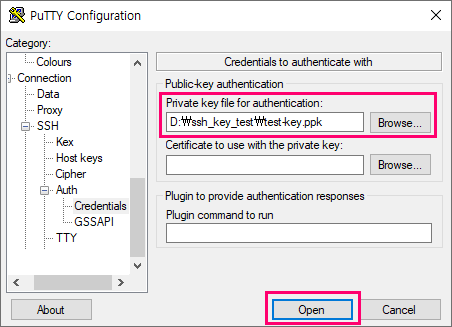 PuTTY Configuration
Category:
Colours
Connection
Data
Proxy
SSH
Kex
Host keys
Cipher
Auth
Credentials
GSSAPI
TTY
Credentials to authenticate with
Public-key authentication
Private key file for authentication:
D:₩ssh_key_test₩test-key.ppk
Browse...
Certificate to use with the private key:
Browse...
Plugin to provide authentication responses
Plugin command to run
About
Open
Cancel